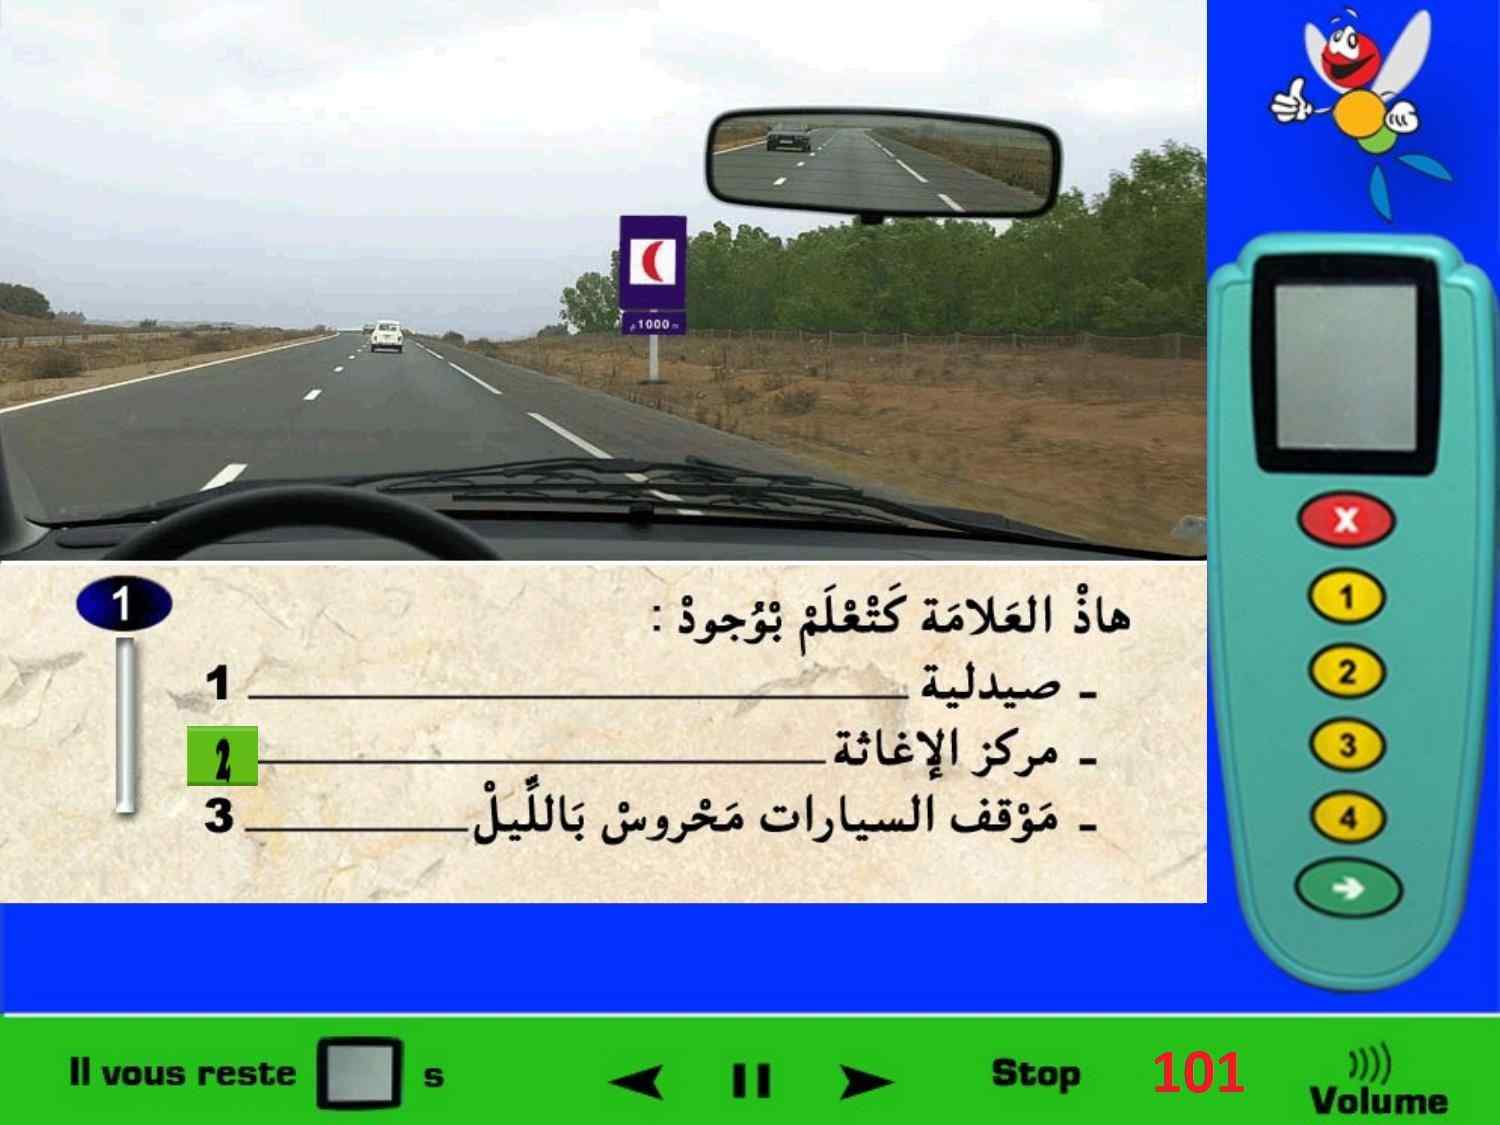 1000 m
1
هاذْ العَلامَة كَتْعْلَمْ بْوُجودْ :
ـ صيدلية 1
ـ مركز الإغاثة 2
ـ مَوْقف السيارات مَحْروسْ بَاللِّيلْ 3
X
1
2
3
4
Il vous reste s
Stop
101
Volume